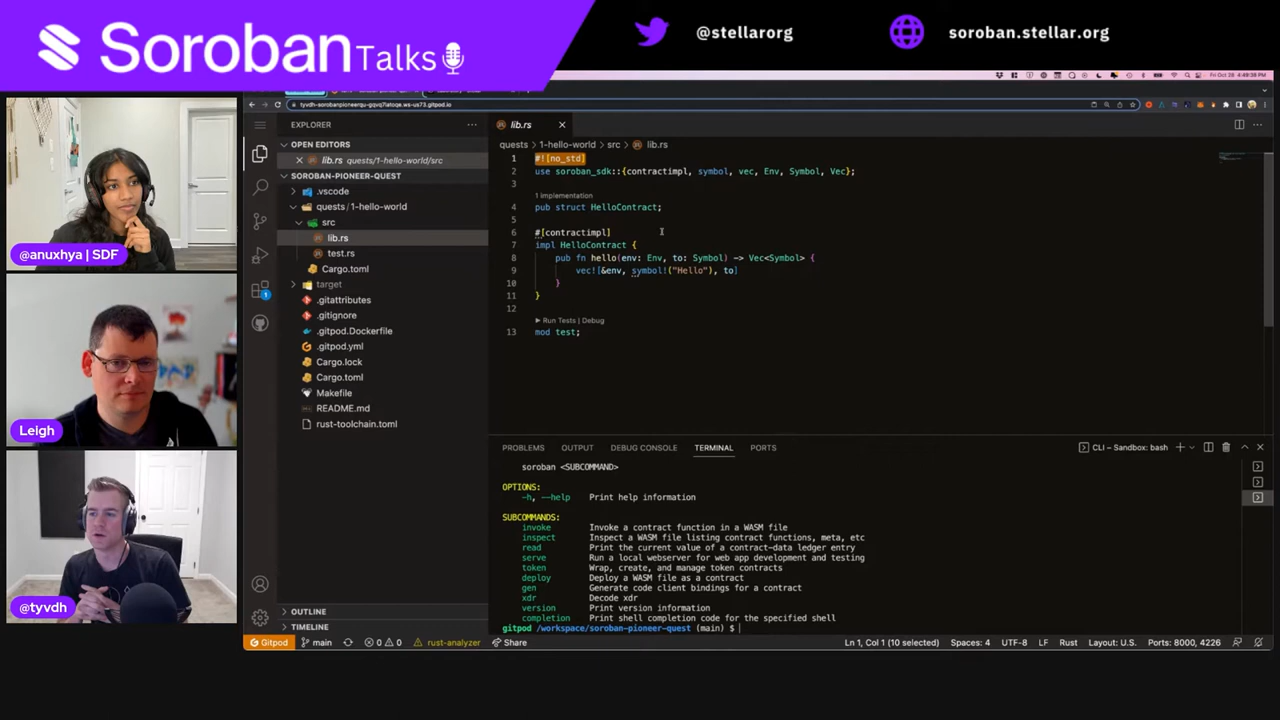 Soroban Talks
@stellarorg
soroban.stellar.org
@anuxhya | SDF
Leigh
@tyvdh
Fri Oct 28 4:49:38 PM
EXPLORER
OPEN EDITORS
lib.rs quests/1-hello-world/src
SOROBAN-PIONEER-QUEST
.vscode
quests / 1-hello-world
src
lib.rs
test.rs
Cargo.toml
target
.gitattributes
.gitignore
.gitpod.Dockerfile
.gitpod.yml
Cargo.lock
Cargo.toml
Makefile
README.md
rust-toolchain.toml
OUTLINE
TIMELINE
lib.rs
quests > 1-hello-world > src > lib.rs
1 #![no_std]
2 use soroban_sdk::{contractimpl, symbol, vec, Env, Symbol, Vec};
3
1 implementation
4 pub struct HelloContract;
5
6 #[contractimpl]
7 impl HelloContract {
8 pub fn hello(env: Env, to: Symbol) -> Vec<Symbol> {
9 vec![&env, symbol!("Hello"), to]
10 }
11 }
12
Run Tests | Debug
13 mod test;
PROBLEMS OUTPUT DEBUG CONSOLE TERMINAL PORTS
CLI – Sandbox: bash
soroban <SUBCOMMAND>
OPTIONS:
-h, --help Print help information
SUBCOMMANDS:
invoke Invoke a contract function in a WASM file
inspect Inspect a WASM file listing contract functions, meta, etc
read Print the current value of a contract-data ledger entry
serve Run a local webserver for web app development and testing
token Wrap, create, and manage token contracts
deploy Deploy a WASM file as a contract
gen Generate code client bindings for a contract
xdr Decode xdr
version Print version information
completion Print shell completion code for the specified shell
gitpod /workspace/soroban-pioneer-quest (main) $
Gitpod main 0 0 rust-analyzer Share Ln 1, Col 1 (10 selected) Spaces: 4 UTF-8 LF Rust Layout: U.S. Ports: 8000, 4226